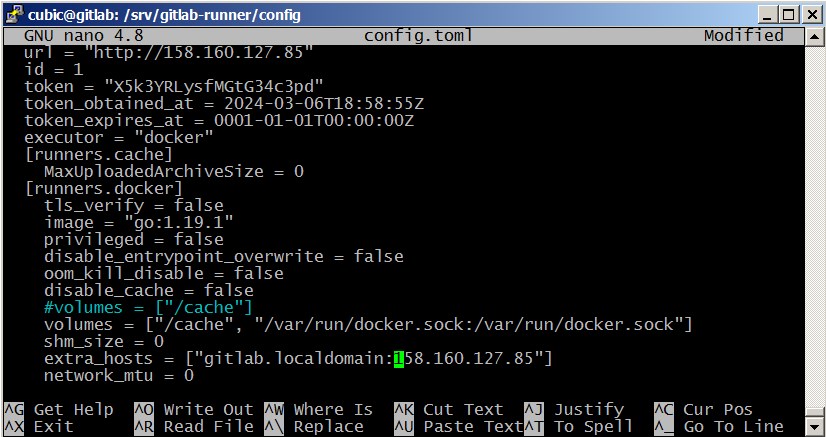 cubic@gitlab: /srv/gitlab-runner/config
GNU nano 4.8 config.toml Modified
url = "http://158.160.127.85"
id = 1
token = "X5k3YRLysfMGtG34c3pd"
token_obtained_at = 2024-03-06T18:58:55Z
token_expires_at = 0001-01-01T00:00:00Z
executor = "docker"
[runners.cache]
MaxUploadedArchiveSize = 0
[runners.docker]
tls_verify = false
image = "go:1.19.1"
privileged = false
disable_entrypoint_overwrite = false
oom_kill_disable = false
disable_cache = false
#volumes = ["/cache"]
volumes = ["/cache", "/var/run/docker.sock:/var/run/docker.sock"]
shm_size = 0
extra_hosts = ["gitlab.localdomain:158.160.127.85"]
network_mtu = 0
^G Get Help ^O Write Out ^W Where Is ^K Cut Text ^J Justify ^C Cur Pos
^X Exit ^R Read File ^\ Replace ^U Paste Text ^T To Spell ^_ Go To Line